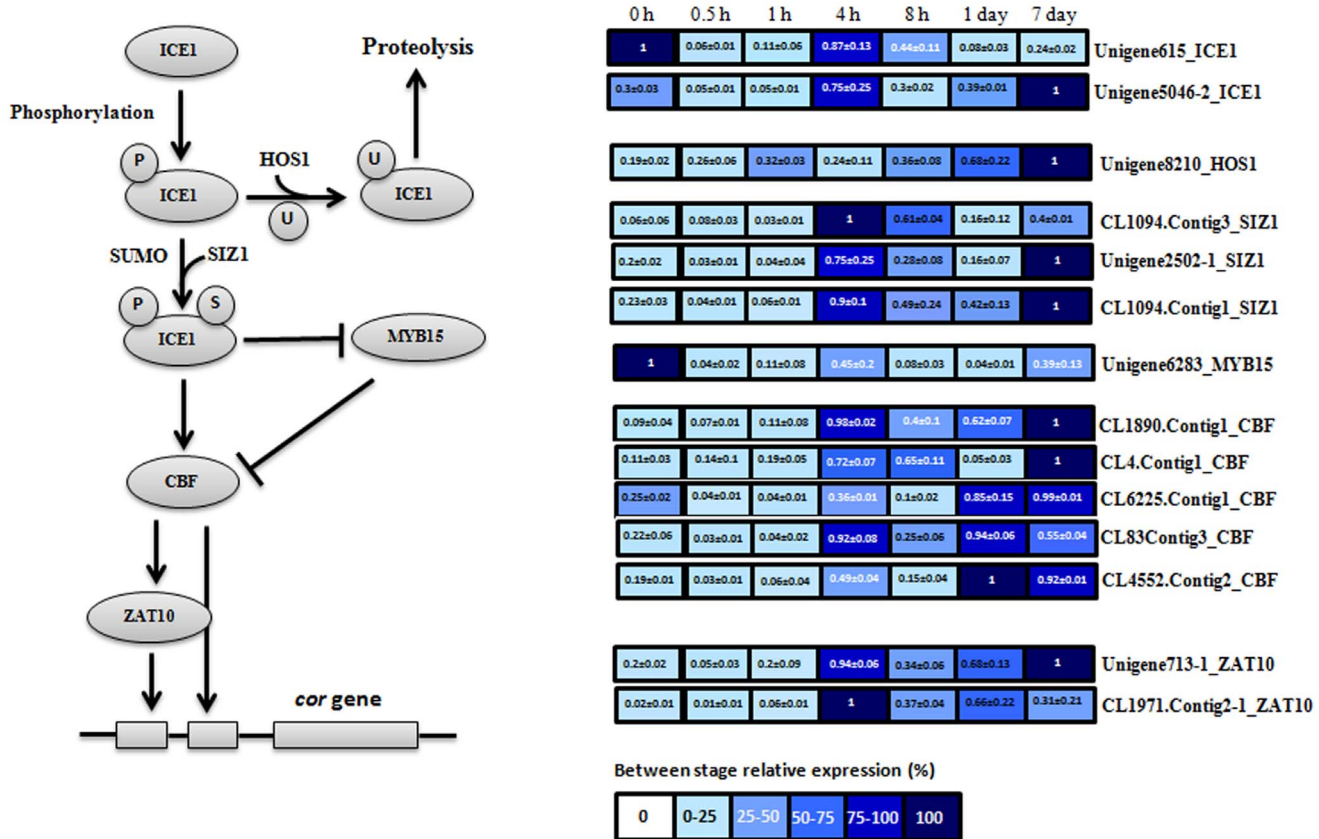 ICE1
Proteolysis
Phosphorylation
P
ICE1
HOS1
U
U
ICE1
SUMO
SIZ1
P
S
ICE1
MYB15
CBF
ZAT10
cor gene
0 h 0.5 h 1 h 4 h 8 h 1 day 7 day
1 0.06±0.01 0.11±0.06 0.87±0.13 0.44±0.11 0.08±0.03 0.24±0.02 Unigene615_ICE1
0.3±0.03 0.05±0.01 0.05±0.01 0.75±0.25 0.3±0.02 0.39±0.01 1 Unigene5046-2_ICE1
0.19±0.02 0.26±0.06 0.32±0.03 0.24±0.11 0.36±0.08 0.68±0.22 1 Unigene8210_HOS1
0.06±0.06 0.08±0.03 0.03±0.01 1 0.61±0.04 0.16±0.12 0.4±0.01 CL1094.Contig3_SIZ1
0.2±0.02 0.03±0.01 0.04±0.04 0.75±0.25 0.28±0.08 0.16±0.07 1 Unigene2502-1_SIZ1
0.23±0.03 0.04±0.01 0.06±0.01 0.9±0.1 0.49±0.24 0.42±0.13 1 CL1094.Contig1_SIZ1
1 0.04±0.02 0.11±0.08 0.45±0.2 0.08±0.03 0.04±0.01 0.39±0.13 Unigene6283_MYB15
0.09±0.04 0.07±0.01 0.11±0.08 0.98±0.02 0.4±0.1 0.62±0.07 1 CL1890.Contig1_CBF
0.11±0.03 0.14±0.1 0.19±0.05 0.72±0.07 0.65±0.11 0.05±0.03 1 CL4.Contig1_CBF
0.25±0.02 0.04±0.01 0.04±0.01 0.36±0.01 0.1±0.02 0.85±0.15 0.99±0.01 CL6225.Contig1_CBF
0.22±0.06 0.03±0.01 0.04±0.02 0.92±0.08 0.25±0.06 0.94±0.06 0.55±0.04 CL83Contig3_CBF
0.19±0.01 0.03±0.01 0.06±0.04 0.49±0.04 0.15±0.04 1 0.92±0.01 CL4552.Contig2_CBF
0.2±0.02 0.05±0.03 0.2±0.09 0.94±0.06 0.34±0.06 0.68±0.13 1 Unigene713-1_ZAT10
0.02±0.01 0.01±0.01 0.06±0.01 1 0.37±0.04 0.66±0.22 0.31±0.21 CL1971.Contig2-1_ZAT10
Between stage relative expression (%)
0 0-25 25-50 50-75 75-100 100